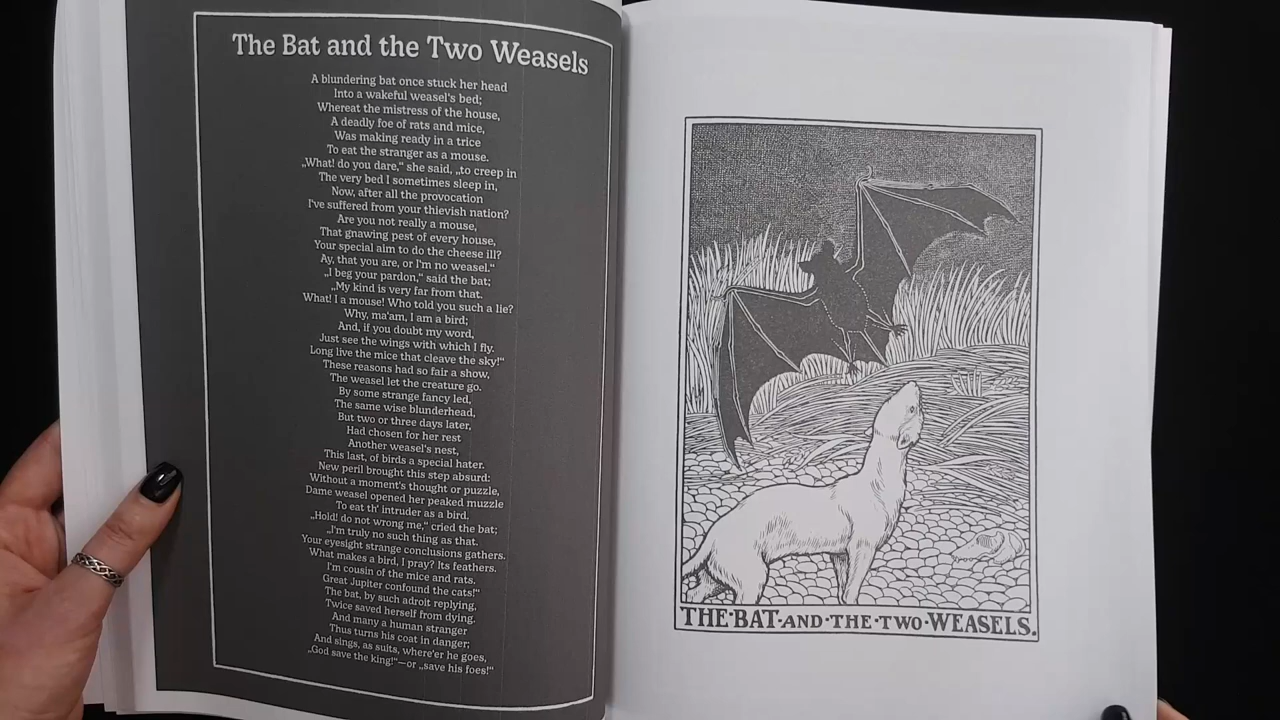 The Bat and the Two Weasels
A blundering bat once stuck her head
Into a wakeful weasel's bed;
Whereat the mistress of the house,
A deadly foe of rats and mice,
Was making ready in a trice
To eat the stranger as a mouse.
„What! do you dare,“ she said, „to creep in
The very bed I sometimes sleep in,
Now, after all the provocation
I've suffered from your thievish nation?
Are you not really a mouse,
That gnawing pest of every house,
Your special aim to do the cheese ill?
Ay, that you are, or I'm no weasel.“
„I beg your pardon,“ said the bat;
„My kind is very far from that.
What! I a mouse! Who told you such a lie?
Why, ma'am, I am a bird;
And, if you doubt my word,
Just see the wings with which I fly.
Long live the mice that cleave the sky!“
These reasons had so fair a show,
The weasel let the creature go.
By some strange fancy led,
The same wise blunderhead,
But two or three days later,
Had chosen for her rest
Another weasel's nest,
This last, of birds a special hater.
New peril brought this step absurd:
Without a moment's thought or puzzle,
Dame weasel opened her peaked muzzle
To eat th' intruder as a bird.
„Hold! do not wrong me,“ cried the bat;
„I'm truly no such thing as that.
Your eyesight strange conclusions gathers.
What makes a bird, I pray? Its feathers.
I'm cousin of the mice and rats.
Great Jupiter confound the cats!“
The bat, by such adroit replying,
Twice saved herself from dying.
And many a human stranger
Thus turns his coat in danger;
And sings, as suits, where'er he goes,
„God save the king!“—or „save his foes!“
THE·BAT·AND·THE·TWO·WEASELS.